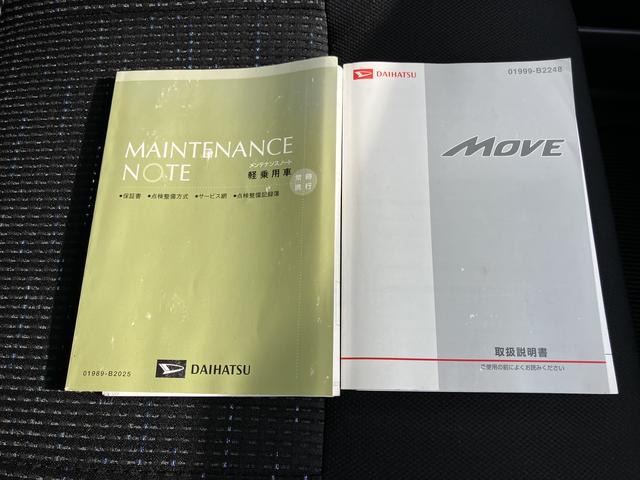 MAINTENANCE
NOTE
メンテナンスノート
軽乗用車
常時
携行
●保証書 ●点検整備方式 ●サービス網 ●点検整備記録簿
01989-B2025
DAIHATSU
DAIHATSU
01999-B2248
MOVE
取扱説明書
ご使用の前によくお読みください